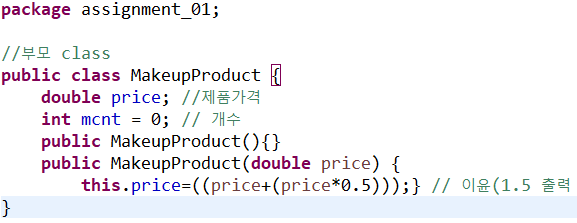 package assignment_01;
//부모 class
public class MakeupProduct {
double price; //제품가격
int mcnt = 0; // 개수
public MakeupProduct(){}
public MakeupProduct(double price) {
this.price=((price+(price*0.5)));} // 이윤(1.5 출력
}